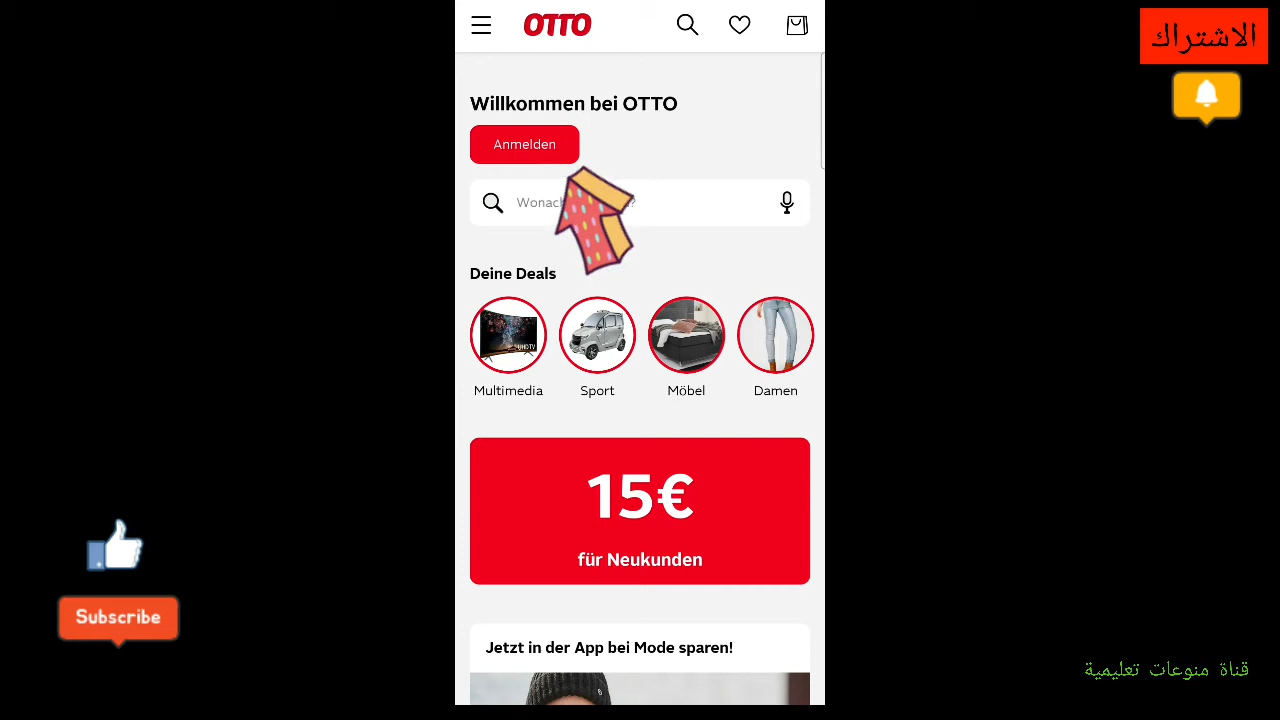 OTTO
الاشتراك
Willkommen bei OTTO
Anmelden
Deine Deals
UHDTV
Multimedia
Sport
Möbel
Damen
15€
für Neukunden
Subscribe
Jetzt in der App bei Mode sparen!
قناة منوعات تعليمية